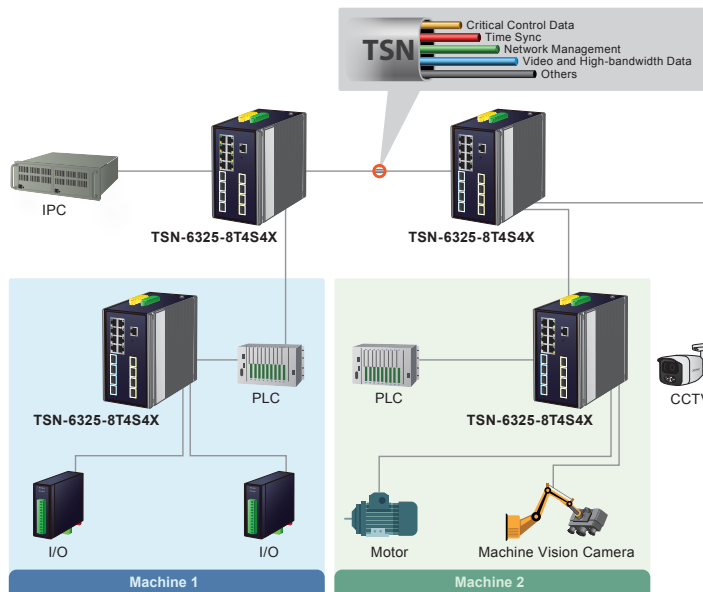 Critical Control Data
Time Sync
TSN
Network Management
Video and High-bandwidth Data
Others
IPC
TSN-6325-8T4S4X
TSN-6325-8T4S4X
PLC
PLC
CCTV
TSN-6325-8T4S4X
TSN-6325-8T4S4X
I/O
I/O
Motor
Machine Vision Camera
Machine 1
Machine 2